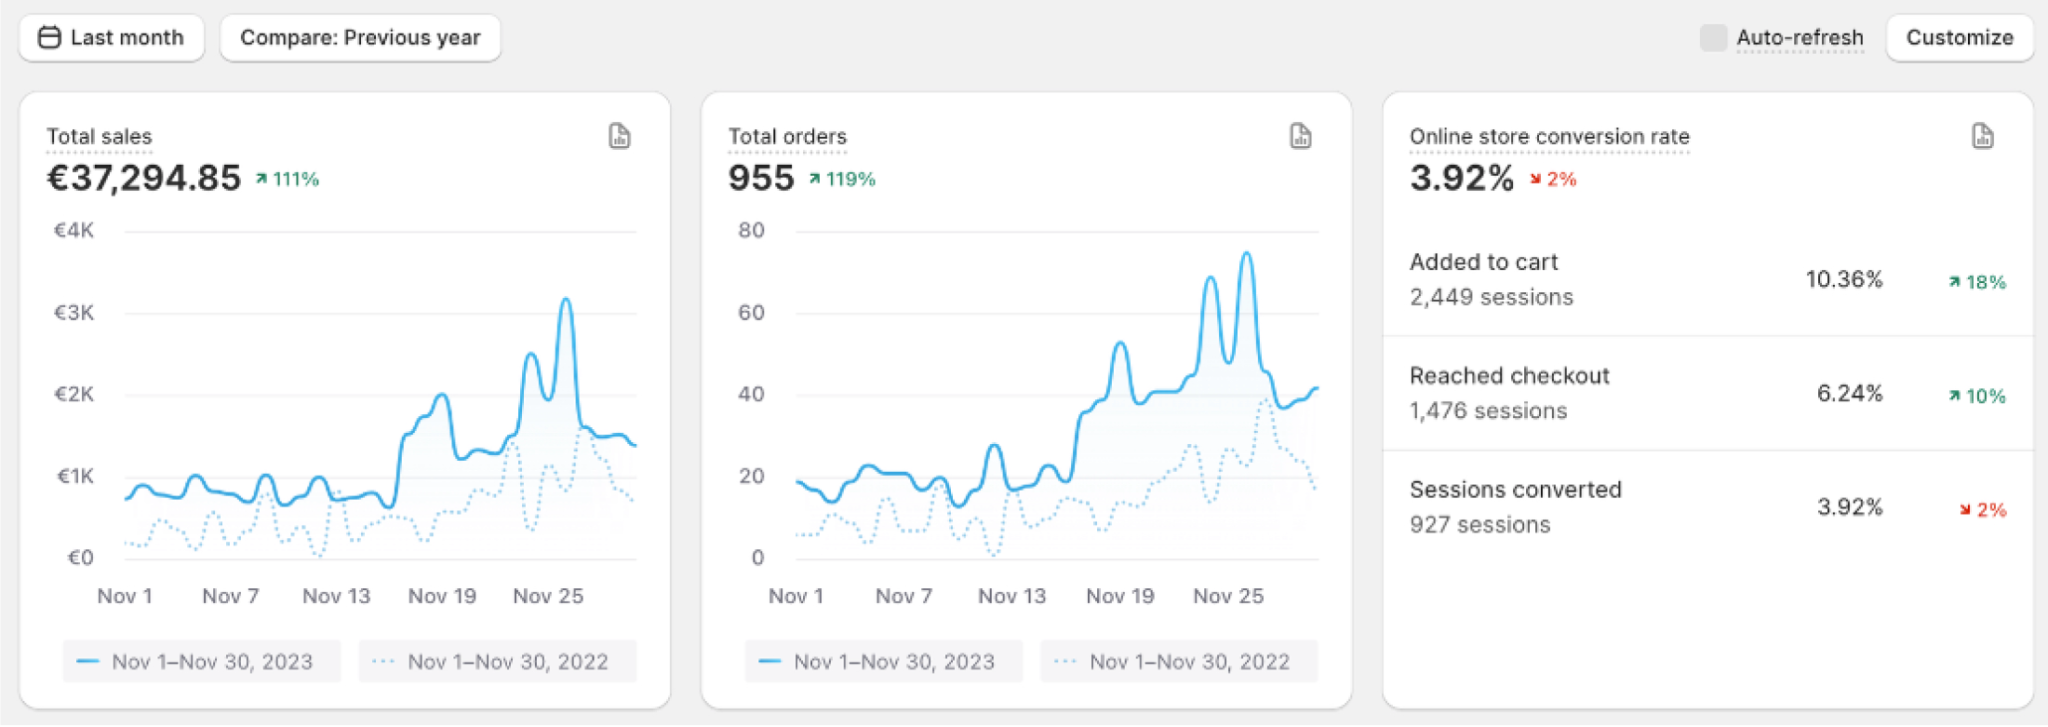 Last month
Compare: Previous year
Auto-refresh
Customize
Total sales
€37,294.85 111%
€4K
€3K
€2K
€1K
€0
Nov 1 Nov 7 Nov 13 Nov 19 Nov 25
Nov 1–Nov 30, 2023 Nov 1–Nov 30, 2022
Total orders
955 119%
80
60
40
20
0
Nov 1 Nov 7 Nov 13 Nov 19 Nov 25
Nov 1–Nov 30, 2023 Nov 1–Nov 30, 2022
Online store conversion rate
3.92% 2%
Added to cart
2,449 sessions
10.36% 18%
Reached checkout
1,476 sessions
6.24% 10%
Sessions converted
927 sessions
3.92% 2%